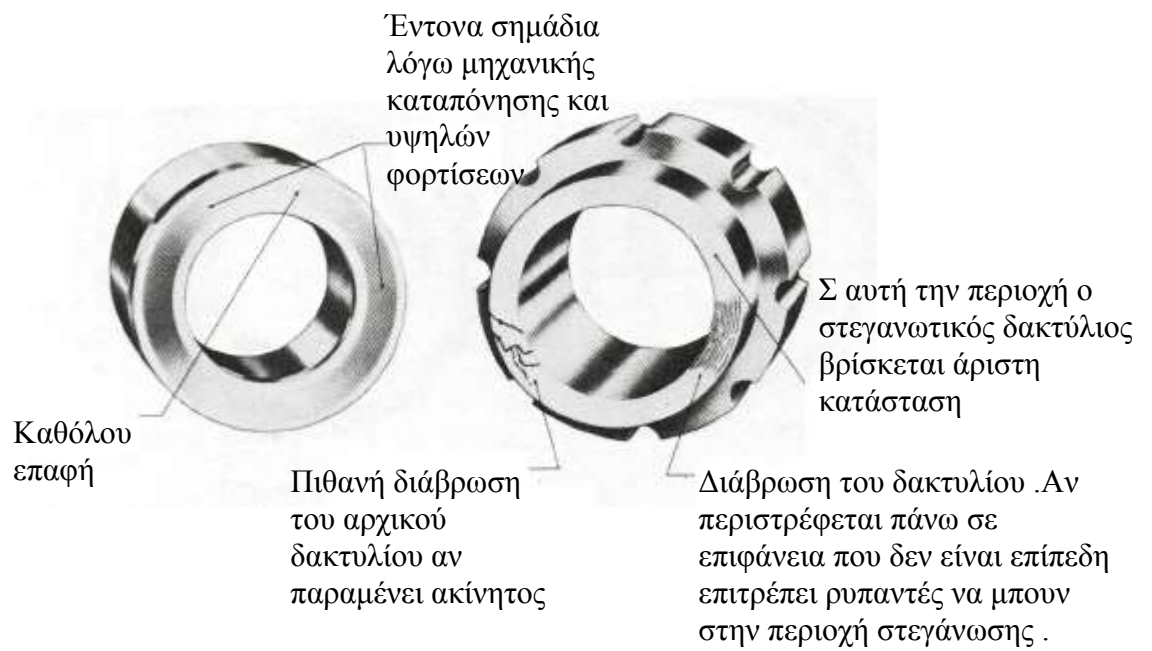 Έντονα σημάδια
λόγω μηχανικής
καταπόνησης και
υψηλών
φορτίσεων
Σ αυτή την περιοχή ο
στεγανωτικός δακτύλιος
βρίσκεται άριστη
κατάσταση
Καθόλου
επαφή
Πιθανή διάβρωση
του αρχικού
δακτυλίου αν
παραμένει ακίνητος
Διάβρωση του δακτυλίου .Αν
περιστρέφεται πάνω σε
επιφάνεια που δεν είναι επίπεδη
επιτρέπει ρυπαντές να μπουν
στην περιοχή στεγάνωσης .